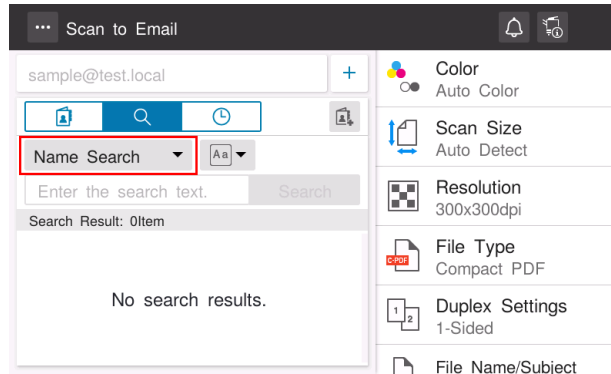 Scan to Email
sample@test.local
+
Name Search
Aa
Enter the search text.
Search
Search Result: 0Item
No search results.
Color
Auto Color
Scan Size
Auto Detect
Resolution
300x300dpi
C-PDF
File Type
Compact PDF
1 2
Duplex Settings
1-Sided
File Name/Subject